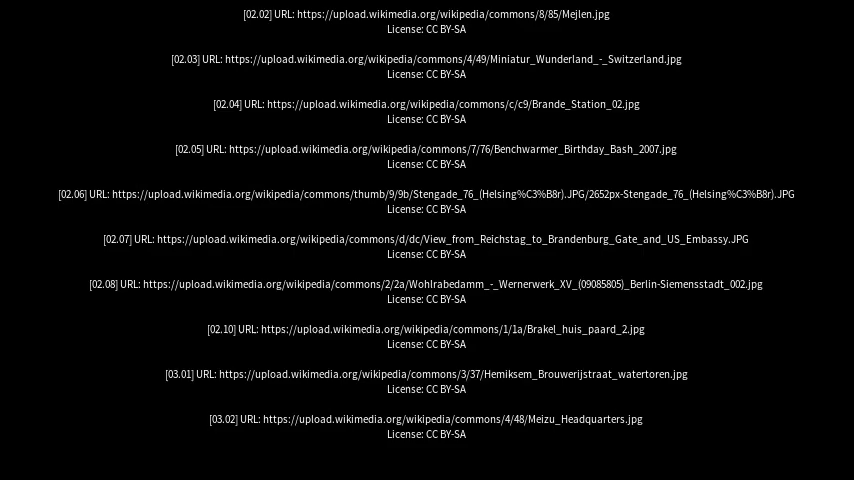 [02.02] URL: https://upload.wikimedia.org/wikipedia/commons/8/85/Mejlen.jpg
License: CC BY-SA
[02.03] URL: https://upload.wikimedia.org/wikipedia/commons/4/49/Miniatur_Wunderland_-_Switzerland.jpg
License: CC BY-SA
[02.04] URL: https://upload.wikimedia.org/wikipedia/commons/c/c9/Brande_Station_02.jpg
License: CC BY-SA
[02.05] URL: https://upload.wikimedia.org/wikipedia/commons/7/76/Benchwarmer_Birthday_Bash_2007.jpg
License: CC BY-SA
[02.06] URL: https://upload.wikimedia.org/wikipedia/commons/thumb/9/9b/Stengade_76_(Helsing%C3%B8r).JPG/2652px-Stengade_76_(Helsing%C3%B8r).JPG
License: CC BY-SA
[02.07] URL: https://upload.wikimedia.org/wikipedia/commons/d/dc/View_from_Reichstag_to_Brandenburg_Gate_and_US_Embassy.JPG
License: CC BY-SA
[02.08] URL: https://upload.wikimedia.org/wikipedia/commons/2/2a/Wohlrabedamm_-_Wernerwerk_XV_(09085805)_Berlin-Siemensstadt_002.jpg
License: CC BY-SA
[02.10] URL: https://upload.wikimedia.org/wikipedia/commons/1/1a/Brakel_huis_paard_2.jpg
License: CC BY-SA
[03.01] URL: https://upload.wikimedia.org/wikipedia/commons/3/37/Hemiksem_Brouwerijstraat_watertoren.jpg
License: CC BY-SA
[03.02] URL: https://upload.wikimedia.org/wikipedia/commons/4/48/Meizu_Headquarters.jpg
License: CC BY-SA